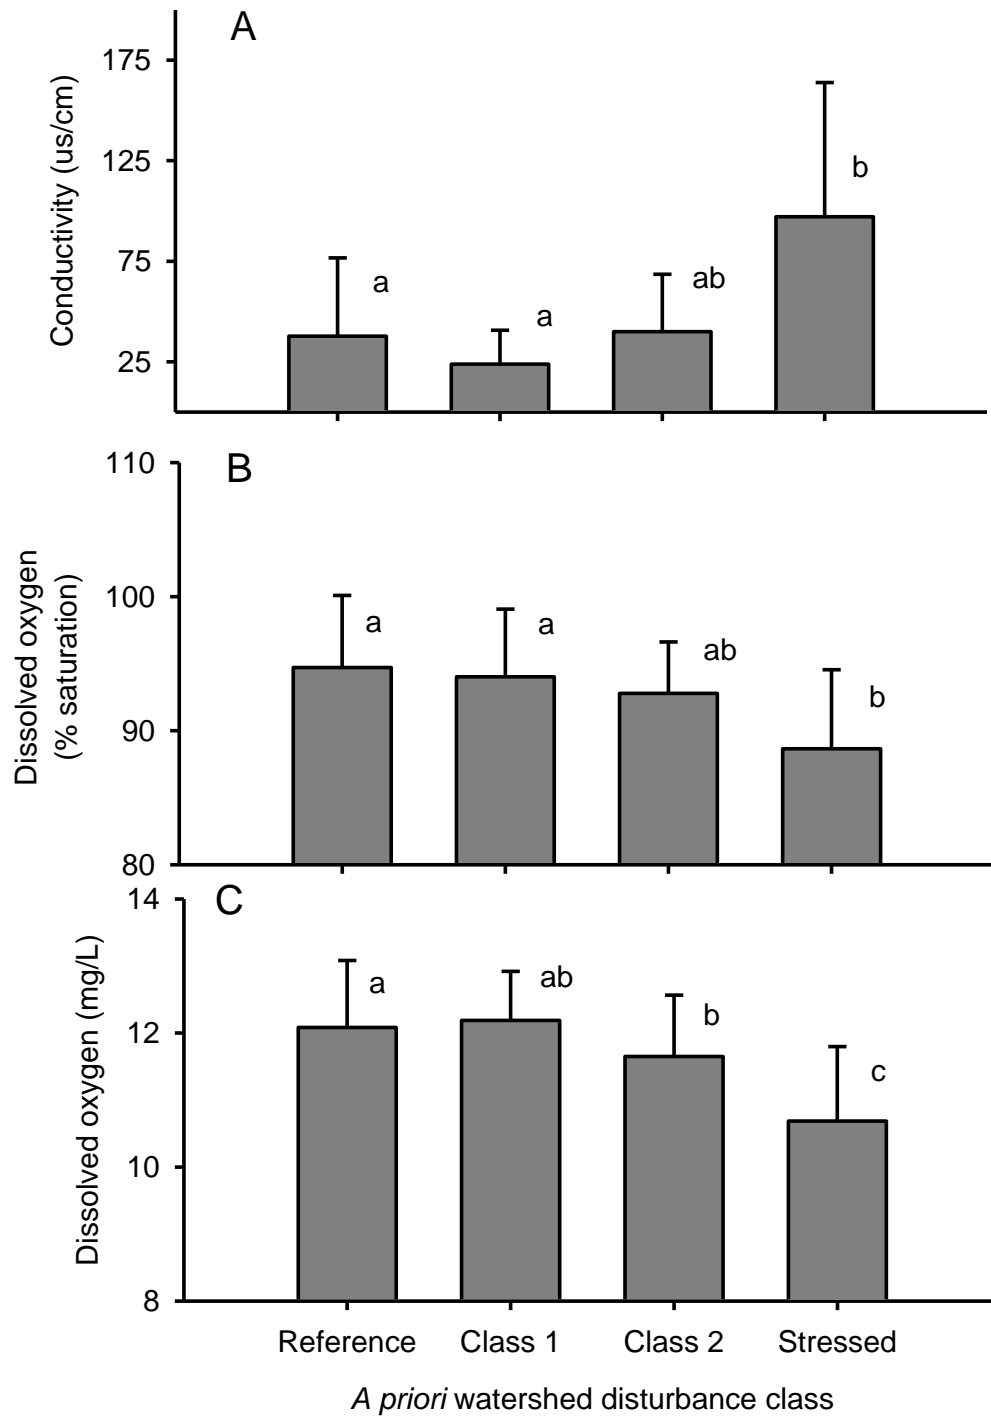 A
175
125
75
25
Conductivity (us/cm)
a
a
ab
b
B
110
100
90
80
Dissolved oxygen
(% saturation)
a
a
ab
b
C
14
12
10
8
Dissolved oxygen (mg/L)
a
ab
b
c
Reference Class 1 Class 2 Stressed
A priori watershed disturbance class